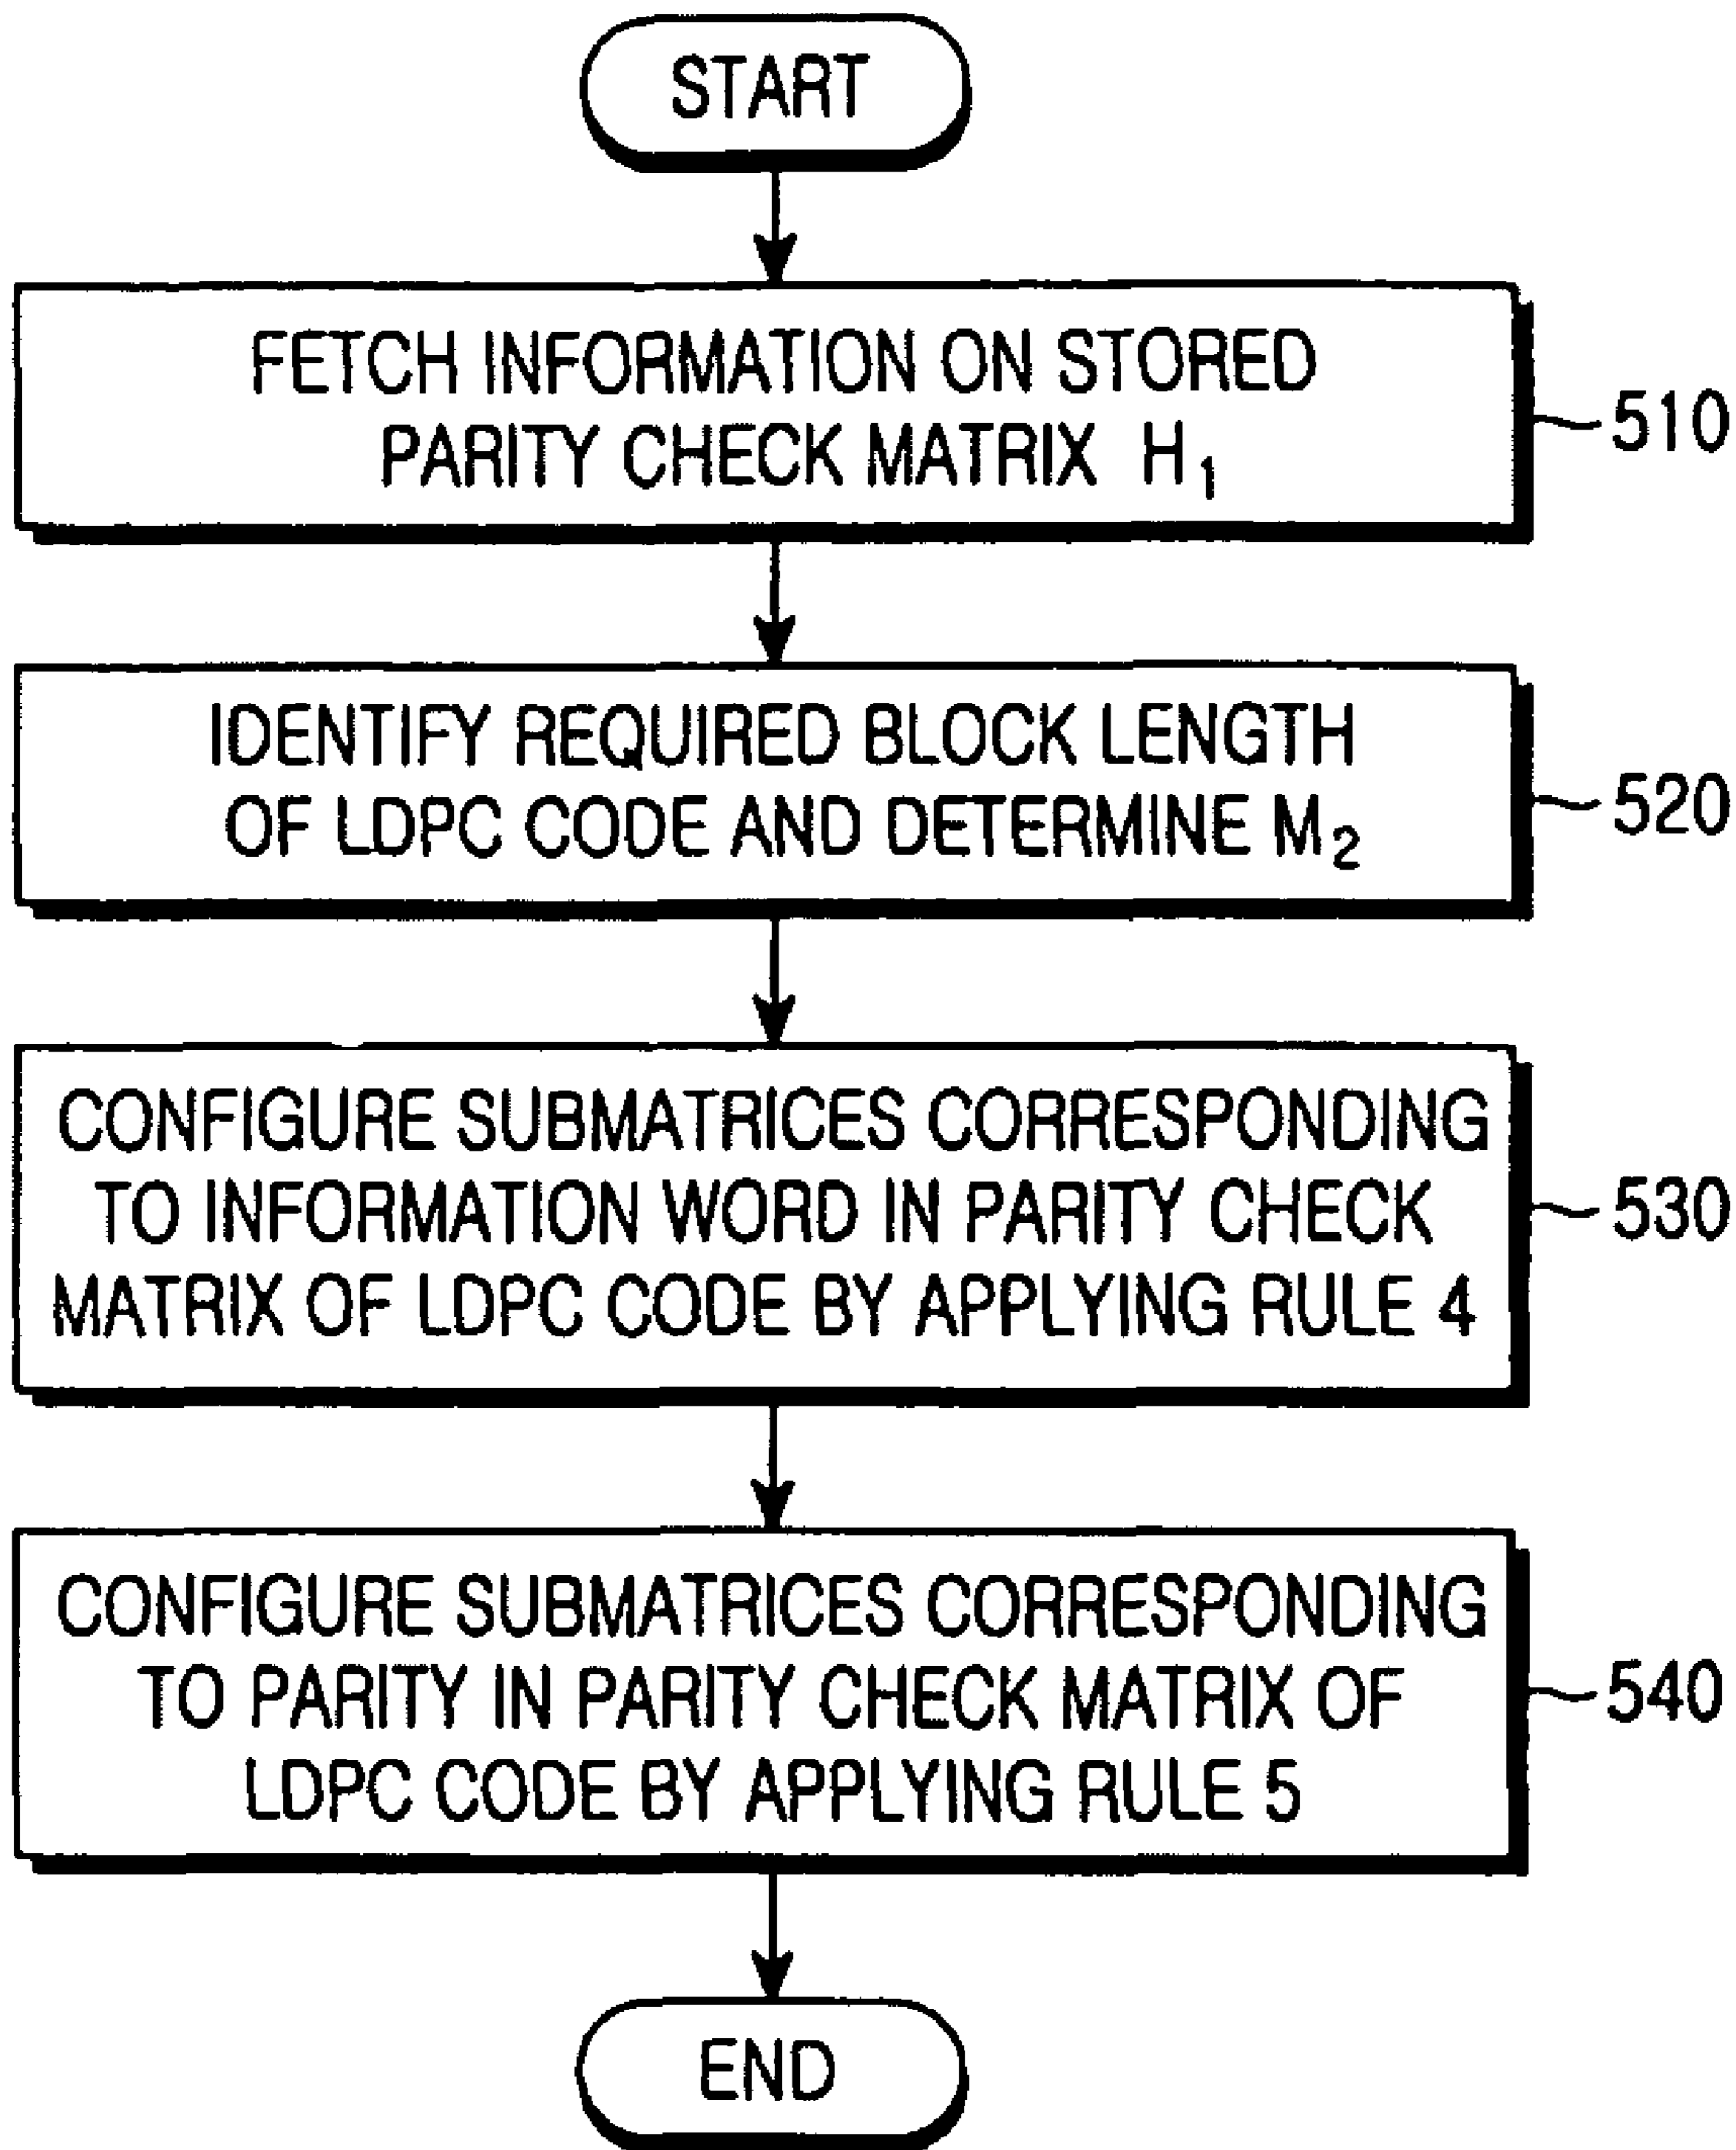 START
FETCH INFORMATION ON STORED
PARITY CHECK MATRIX H₁
510
IDENTIFY REQUIRED BLOCK LENGTH
OF LDPC CODE AND DETERMINE M₂
520
CONFIGURE SUBMATRICES CORRESPONDING
TO INFORMATION WORD IN PARITY CHECK
MATRIX OF LDPC CODE BY APPLYING RULE 4
530
CONFIGURE SUBMATRICES CORRESPONDING
TO PARITY IN PARITY CHECK MATRIX OF
LDPC CODE BY APPLYING RULE 5
540
END